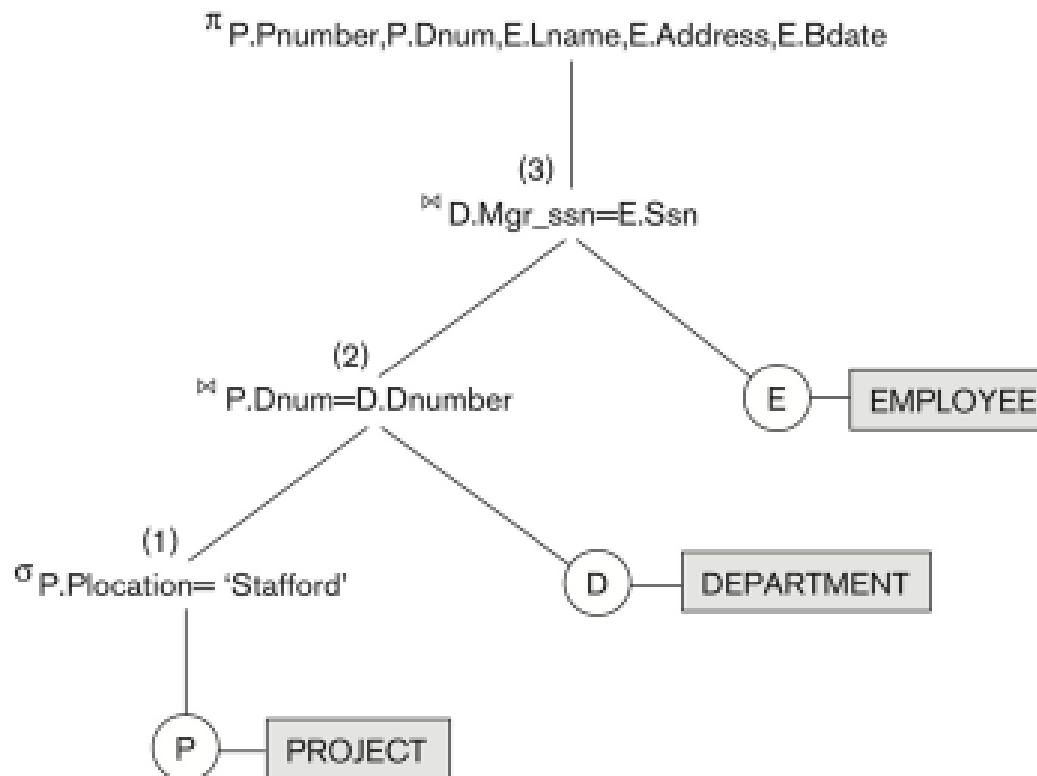 π P.Pnumber,P.Dnum,E.Lname,E.Address,E.Bdate
(3)
⋈ D.Mgr_ssn=E.Ssn
(2)
⋈ P.Dnum=D.Dnumber
E
EMPLOYEE
(1)
σ P.Plocation= ‘Stafford’
D
DEPARTMENT
P
PROJECT